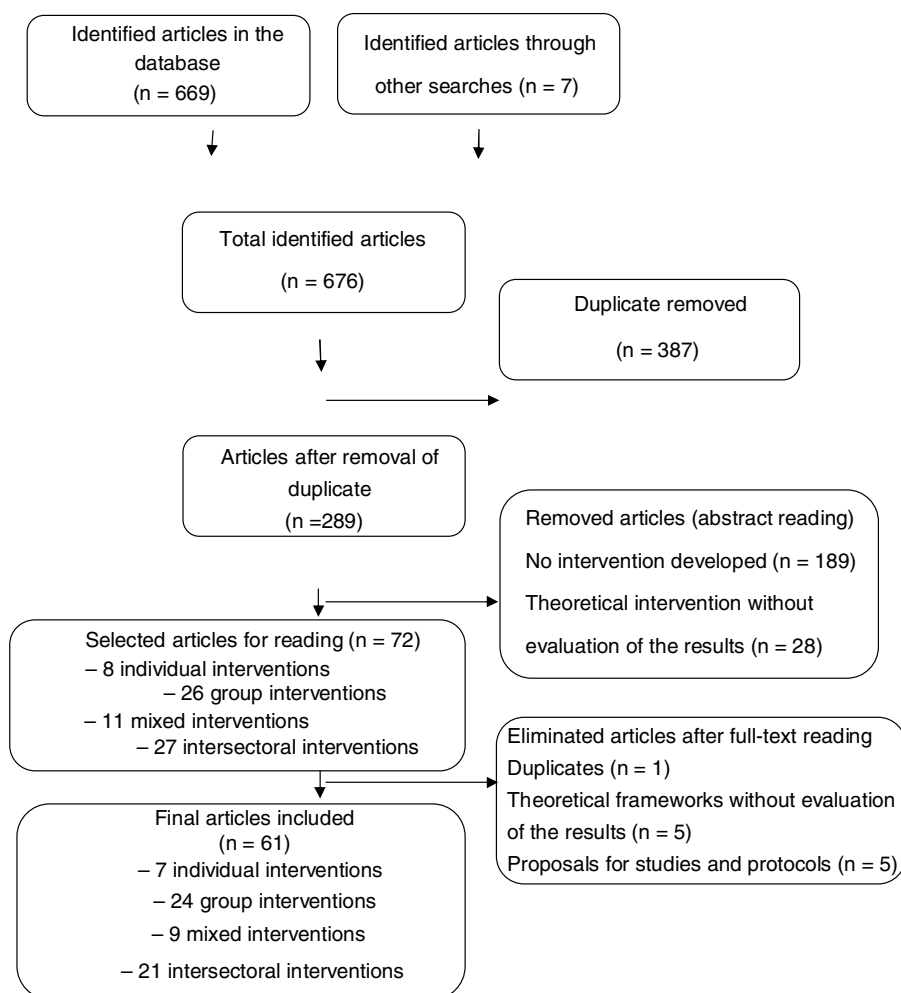 Identified articles in the
database
(n = 669)
Identified articles through
other searches (n = 7)
Total identified articles
(n = 676)
Duplicate removed
(n = 387)
Articles after removal of
duplicate
(n =289)
Removed articles (abstract reading)
No intervention developed (n = 189)
Theoretical intervention without
evaluation of the results (n = 28)
Selected articles for reading (n = 72)
– 8 individual interventions
– 26 group interventions
– 11 mixed interventions
– 27 intersectoral interventions
Eliminated articles after full-text reading
Duplicates (n = 1)
Theoretical frameworks without evaluation
of the results (n = 5)
Proposals for studies and protocols (n = 5)
Final articles included
(n = 61)
– 7 individual interventions
– 24 group interventions
– 9 mixed interventions
– 21 intersectoral interventions